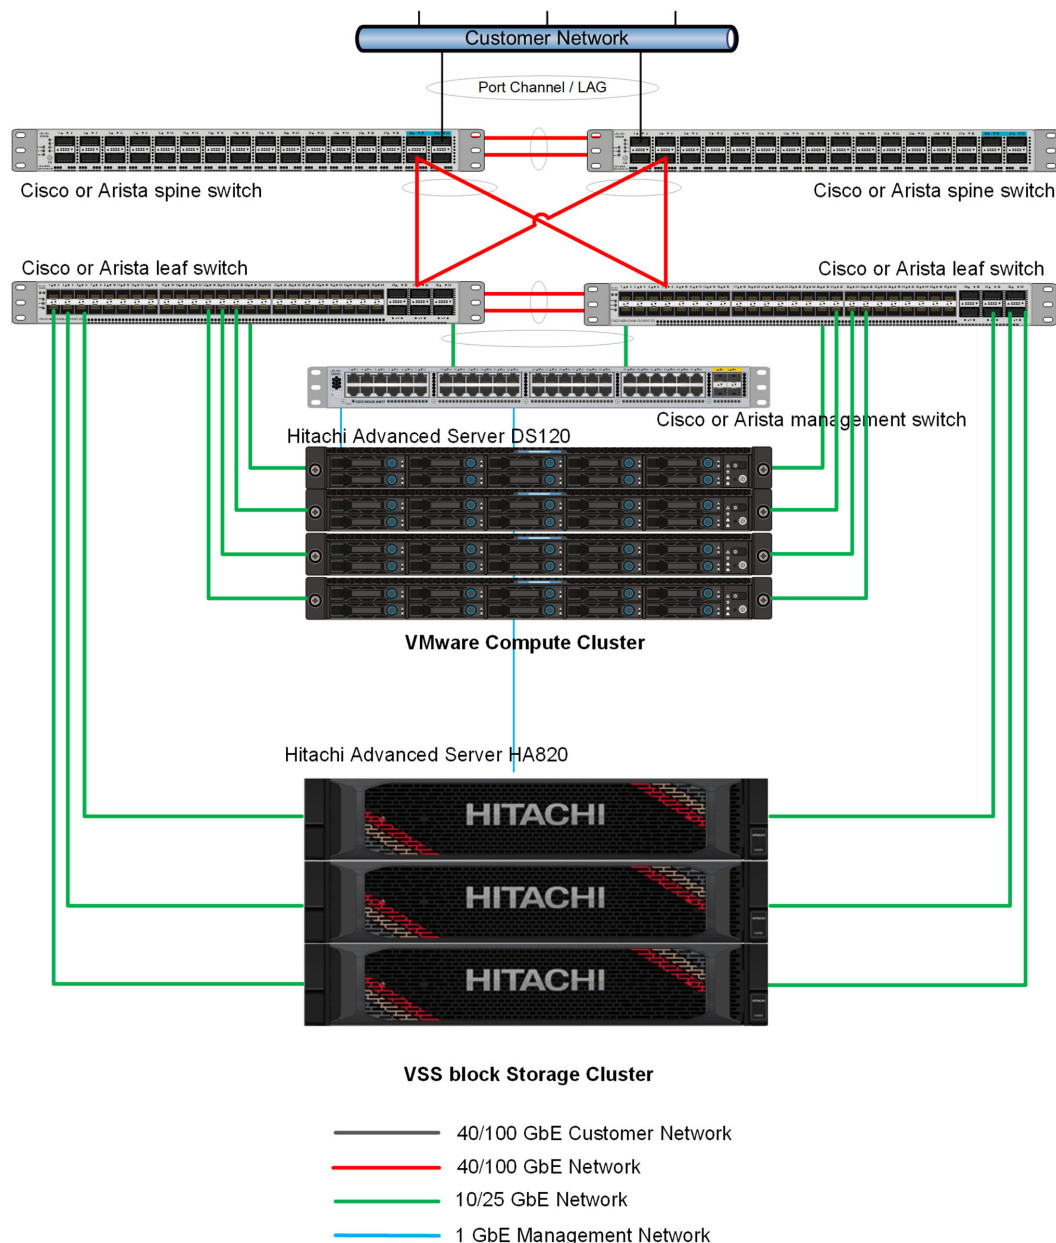 Customer Network
Port Channel / LAG
Cisco or Arista spine switch
Cisco or Arista spine switch
Cisco or Arista leaf switch
Cisco or Arista leaf switch
Cisco or Arista management switch
Hitachi Advanced Server DS120
VMware Compute Cluster
Hitachi Advanced Server HA820
HITACHI
HITACHI
HITACHI
VSS block Storage Cluster
40/100 GbE Customer Network
40/100 GbE Network
10/25 GbE Network
1 GbE Management Network